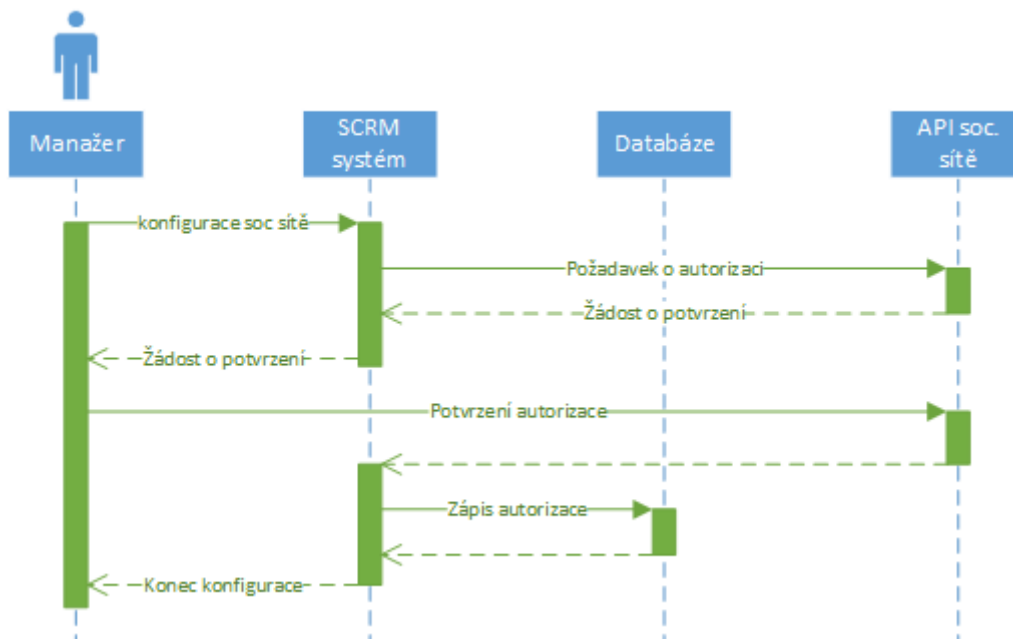 Manažer
SCRM
systém
Databáze
API soc.
sítě
konfigurace soc sítě
Požadavek o autorizaci
Žádost o potvrzení
Žádost o potvrzení
Potvrzení autorizace
Zápis autorizace
Konec konfigurace